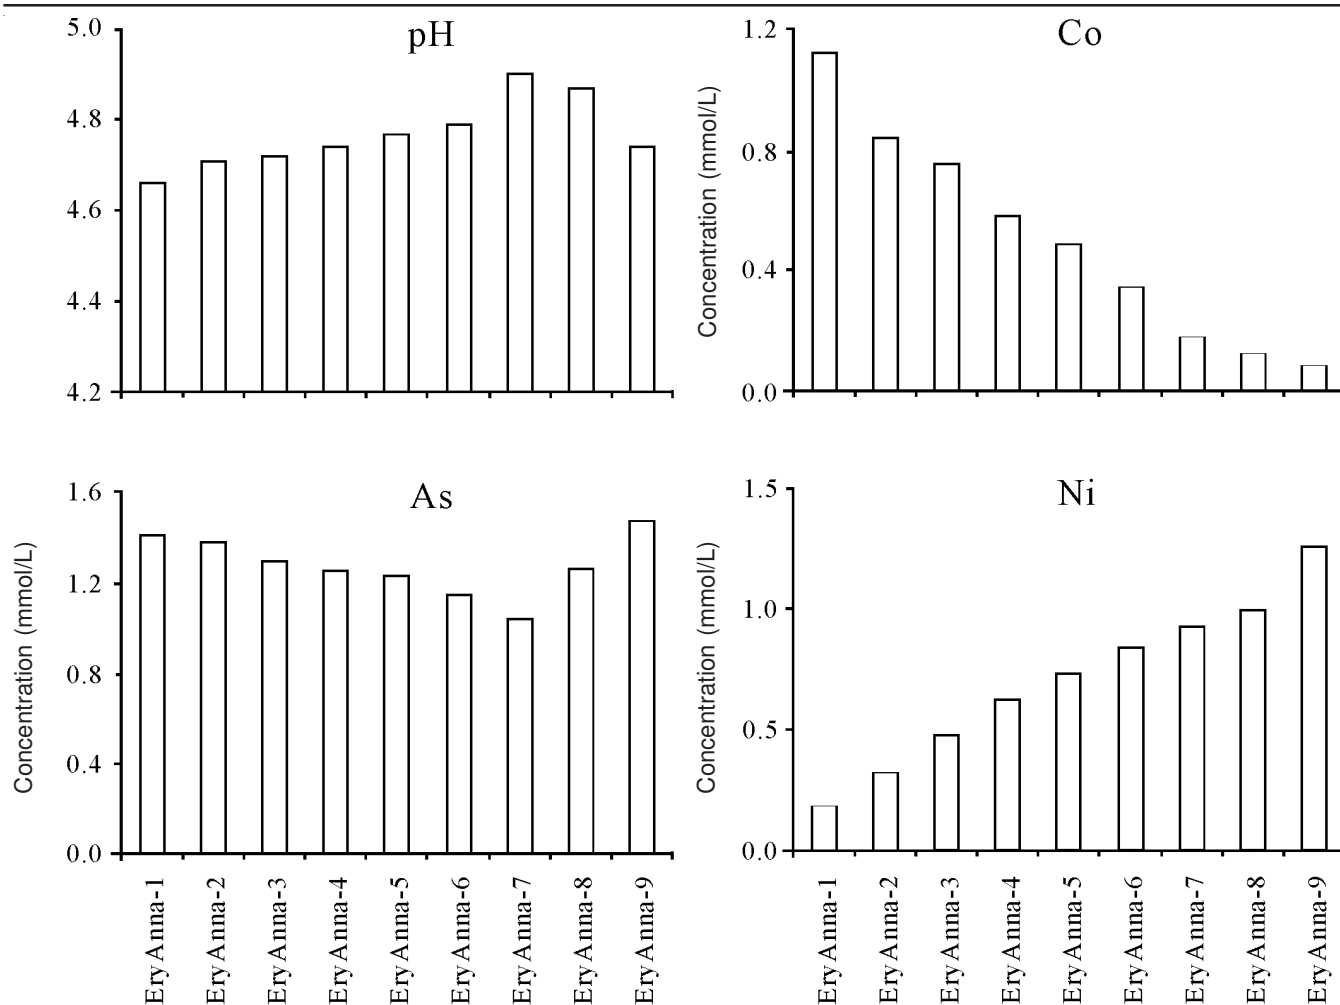 pH
5.0
4.8
4.6
4.4
4.2
Co
Concentration (mmol/L)
1.2
0.8
0.4
0.0
As
Concentration (mmol/L)
1.6
1.2
0.8
0.4
0.0
EryAnna-1
EryAnna-2
EryAnna-3
EryAnna-4
EryAnna-5
EryAnna-6
EryAnna-7
EryAnna-8
EryAnna-9
Ni
Concentration (mmol/L)
1.5
1.0
0.5
0.0
EryAnna-1
EryAnna-2
EryAnna-3
EryAnna-4
EryAnna-5
EryAnna-6
EryAnna-7
EryAnna-8
EryAnna-9